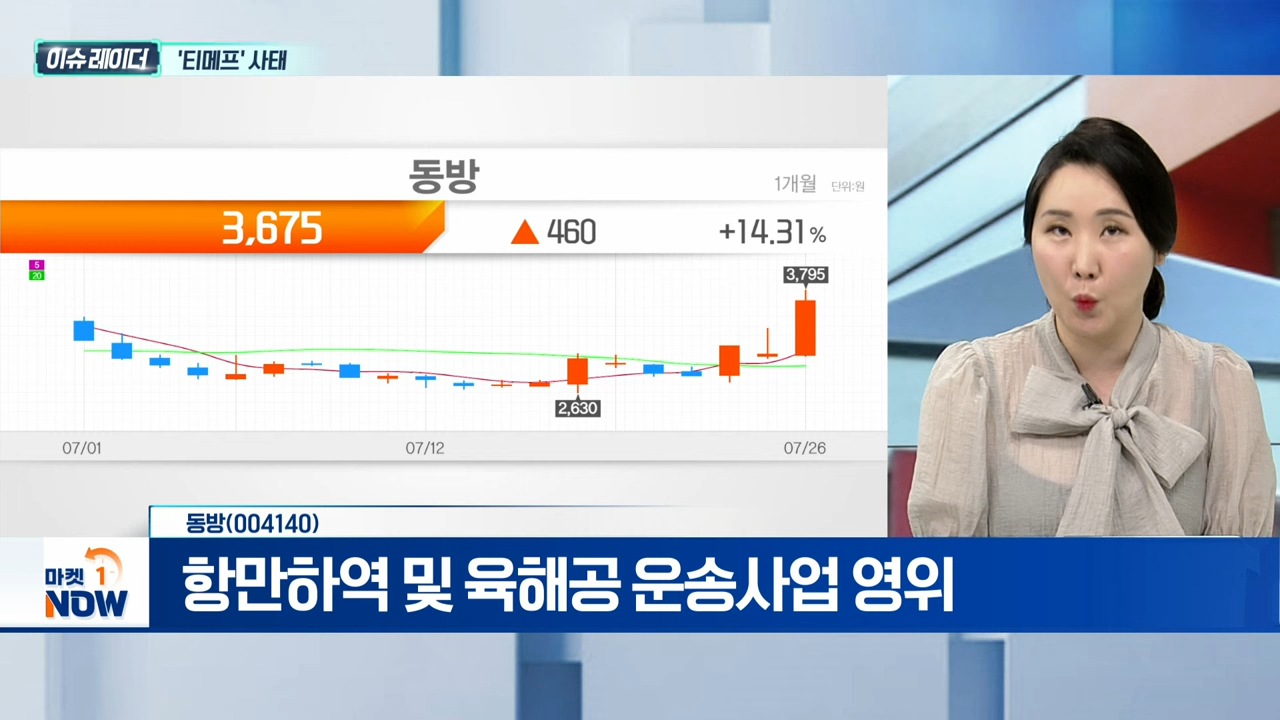 이슈 레이더 '티메프' 사태
동방
1개월 단위:원
3,675 ▲ 460 +14.31%
5
20
3,795
2,630
07/01 07/12 07/26
동방(004140)
마켓 1
NOW
항만하역 및 육해공 운송사업 영위